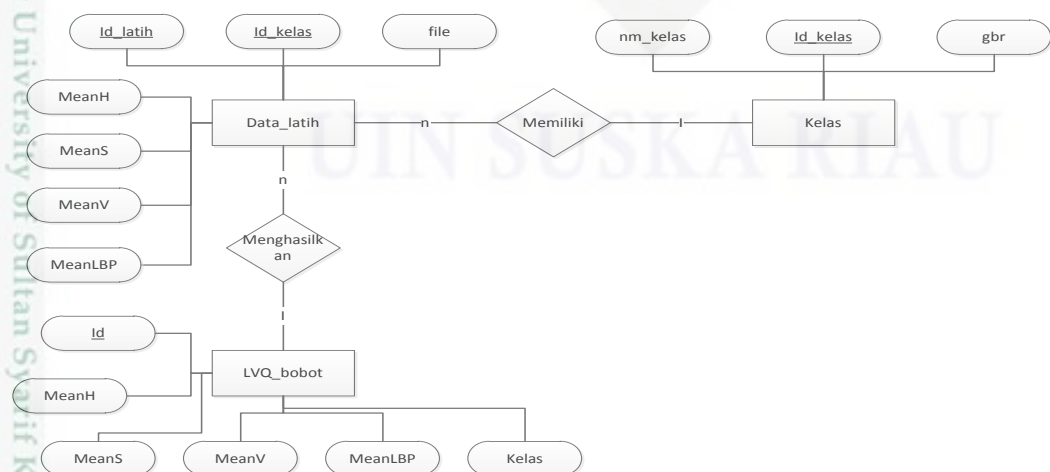 Id_latih
Id_kelas
file
nm_kelas
Id_kelas
gbr
MeanH
MeanS
MeanV
MeanLBP
Data_latih
n
Memiliki
I
Kelas
n
Menghasilk
an
I
Id
MeanH
LVQ_bobot
MeanS
MeanV
MeanLBP
Kelas
UIN SUSKA RIAU
University of Sultan Syarif K